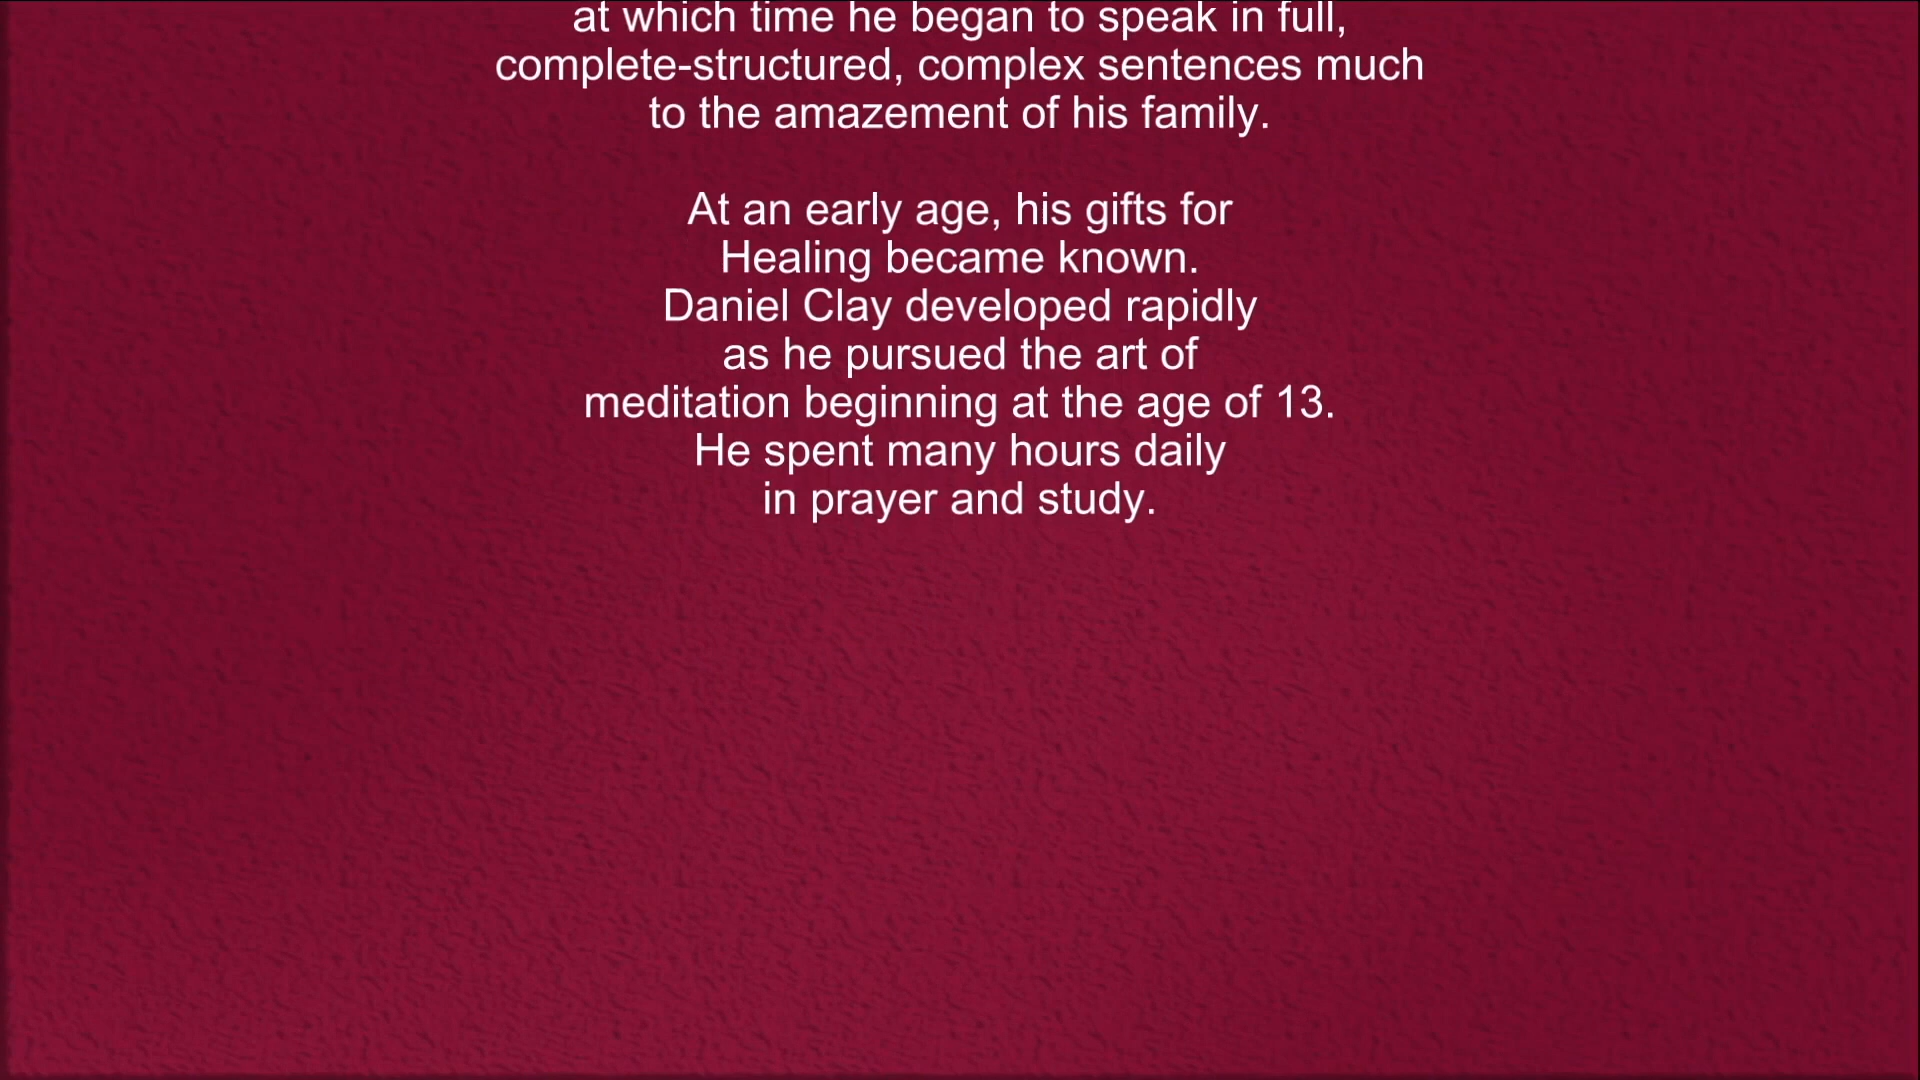 at which time he began to speak in full,
complete-structured, complex sentences much
to the amazement of his family.
At an early age, his gifts for
Healing became known.
Daniel Clay developed rapidly
as he pursued the art of
meditation beginning at the age of 13.
He spent many hours daily
in prayer and study.